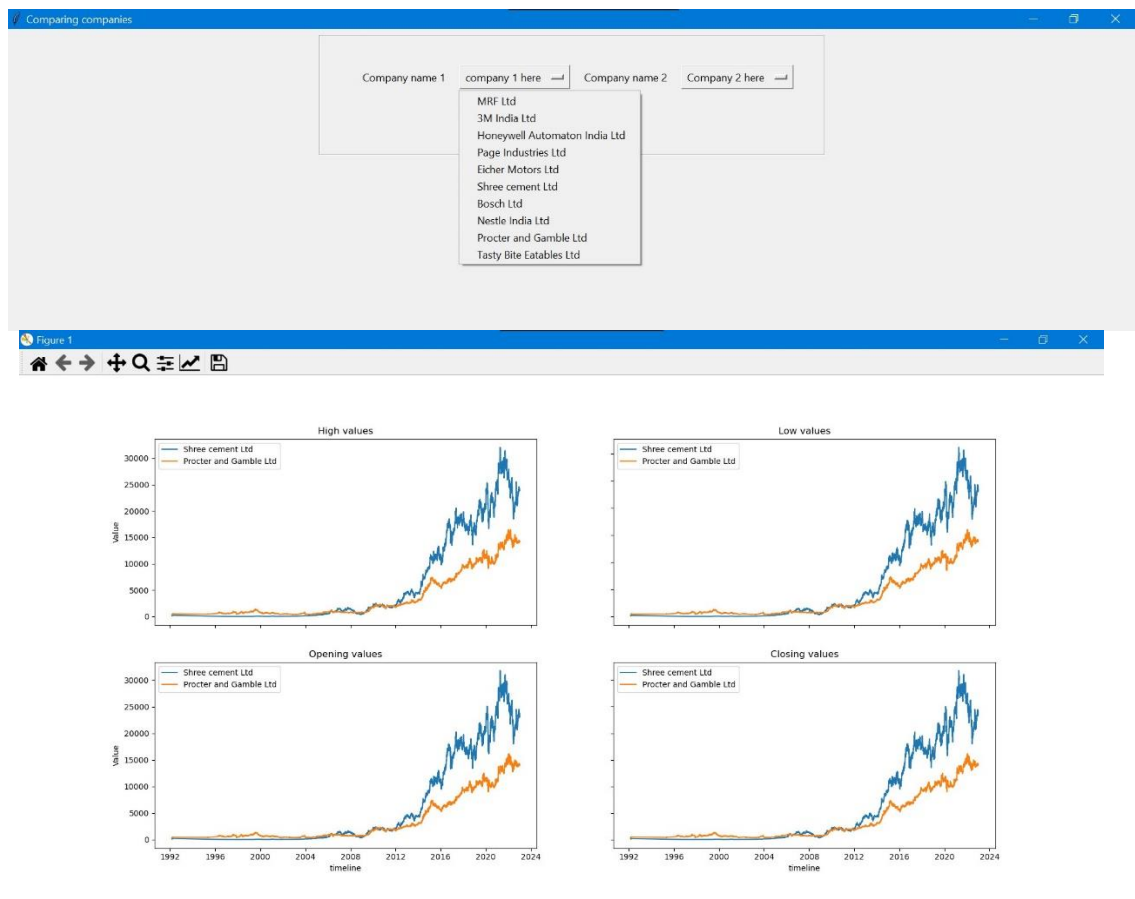 Comparing companies
Company name 1 company 1 here Company name 2 Company 2 here
MRF Ltd
3M India Ltd
Honeywell Automaton India Ltd
Page Industries Ltd
Eicher Motors Ltd
Shree cement Ltd
Bosch Ltd
Nestle India Ltd
Procter and Gamble Ltd
Tasty Bite Eatables Ltd
Figure 1
High values
Shree cement Ltd
Procter and Gamble Ltd
30000
25000
20000
15000
10000
5000
0
Value
Low values
Shree cement Ltd
Procter and Gamble Ltd
Opening values
Shree cement Ltd
Procter and Gamble Ltd
30000
25000
20000
15000
10000
5000
0
Value
1992 1996 2000 2004 2008 2012 2016 2020 2024
timeline
Closing values
Shree cement Ltd
Procter and Gamble Ltd
1992 1996 2000 2004 2008 2012 2016 2020 2024
timeline